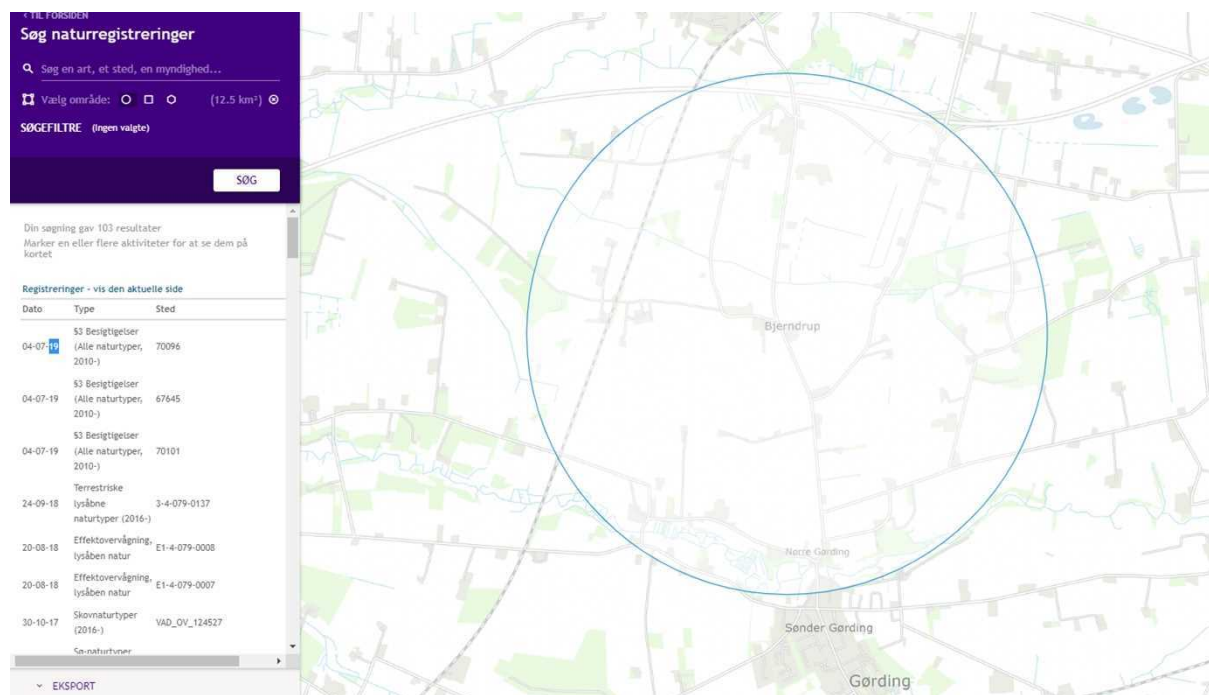 ‹ TIL FORSIDEN
Søg naturregistreringer
Søg en art, et sted, en myndighed...
Vælg område: (12.5 km²)
SØGEFILTRE (Ingen valgte)
SØG
Din søgning gav 103 resultater
Marker en eller flere aktiviteter for at se dem på
kortet
Registreringer - vis den aktuelle side
Dato Type Sted
§3 Besigtigelser
04-07-19 (Alle naturtyper, 70096
2010-)
§3 Besigtigelser
04-07-19 (Alle naturtyper, 67645
2010-)
§3 Besigtigelser
04-07-19 (Alle naturtyper, 70101
2010-)
Terrestriske
24-09-18 lysåbne 3-4-079-0137
naturtyper (2016-)
20-08-18 Effektovervågning, E1-4-079-0008
lysåben natur
20-08-18 Effektovervågning, E1-4-079-0007
lysåben natur
30-10-17 Skovnaturtyper VAD_OV_124527
(2016-)
Sø-naturtyper
EKSPORT
Bjerndrup
Nørre Gørding
Sønder Gørding
Gørding